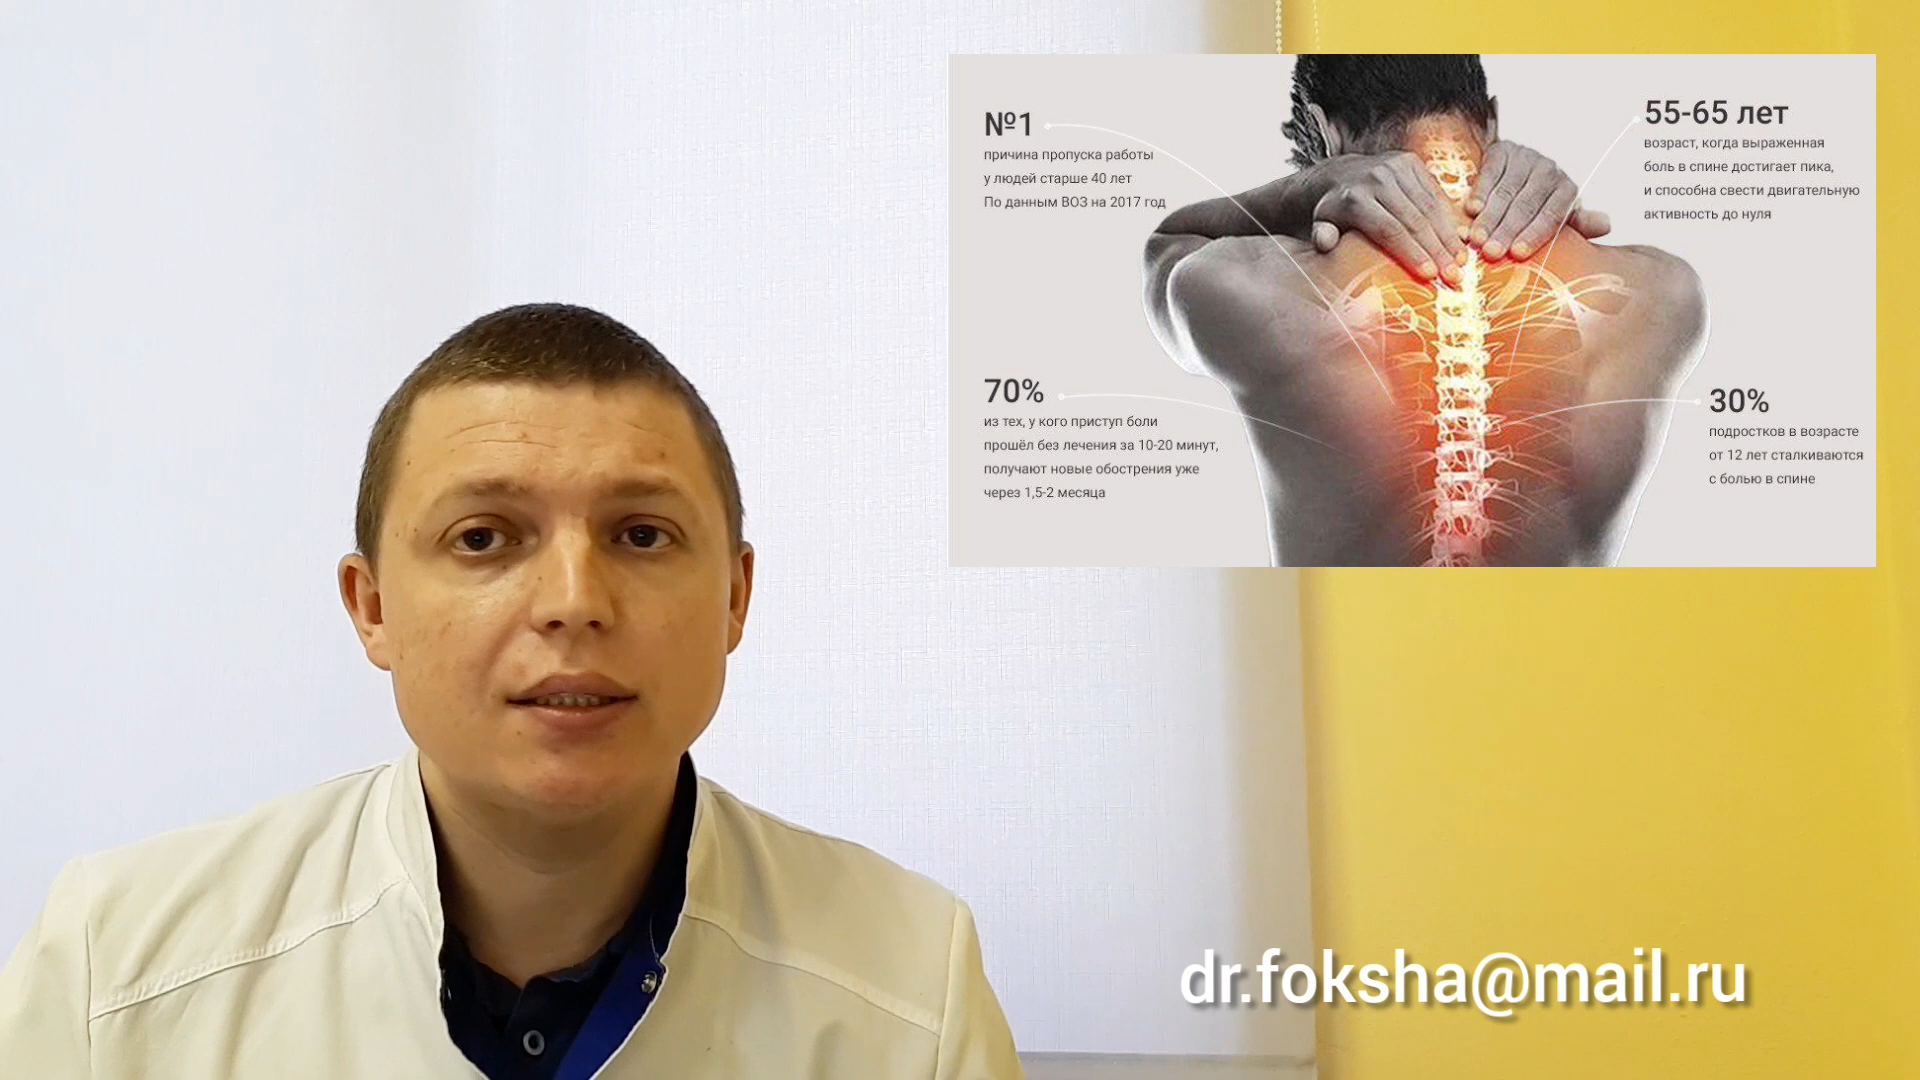 №1
причина пропуска работы
у людей старше 40 лет
По данным ВОЗ на 2017 год
55-65 лет
возраст, когда выраженная
боль в спине достигает пика,
и способна свести двигательную
активность до нуля
70%
из тех, у кого приступ боли
прошёл без лечения за 10-20 минут,
получают новые обострения уже
через 1,5-2 месяца
30%
подростков в возрасте
от 12 лет сталкиваются
с болью в спине
dr.foksha@mail.ru